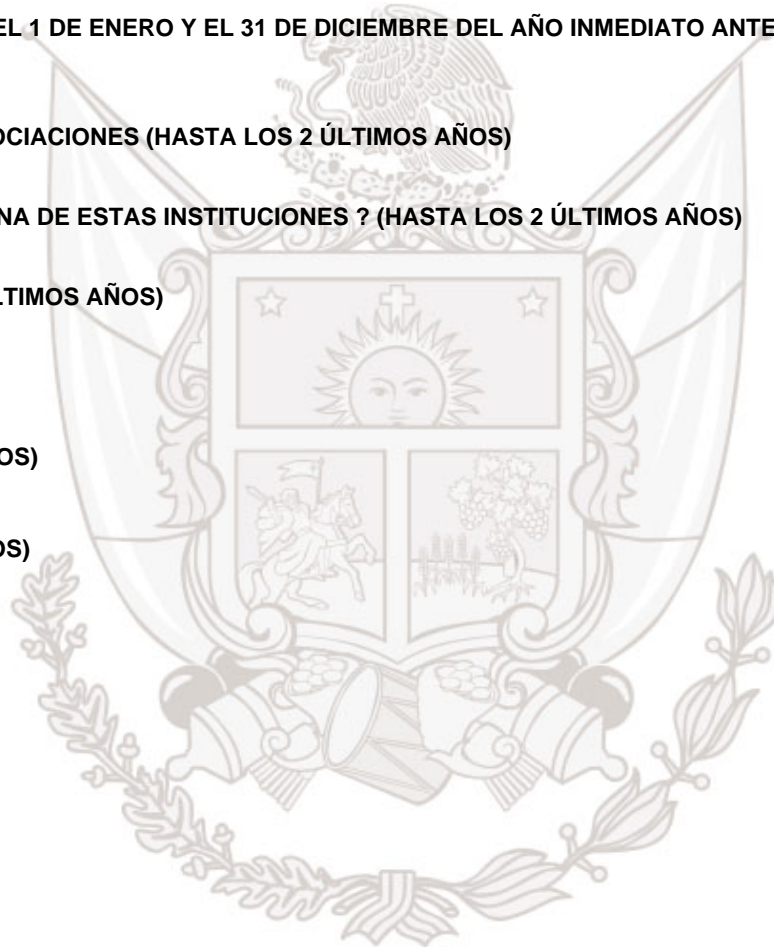 EL 1 DE ENERO Y EL 31 DE DICIEMBRE DEL AÑO INMEDIATO ANTE
OCIACIONES (HASTA LOS 2 ÚLTIMOS AÑOS)
NA DE ESTAS INSTITUCIONES ? (HASTA LOS 2 ÚLTIMOS AÑOS)
LTIMOS AÑOS)
OS)
OS)